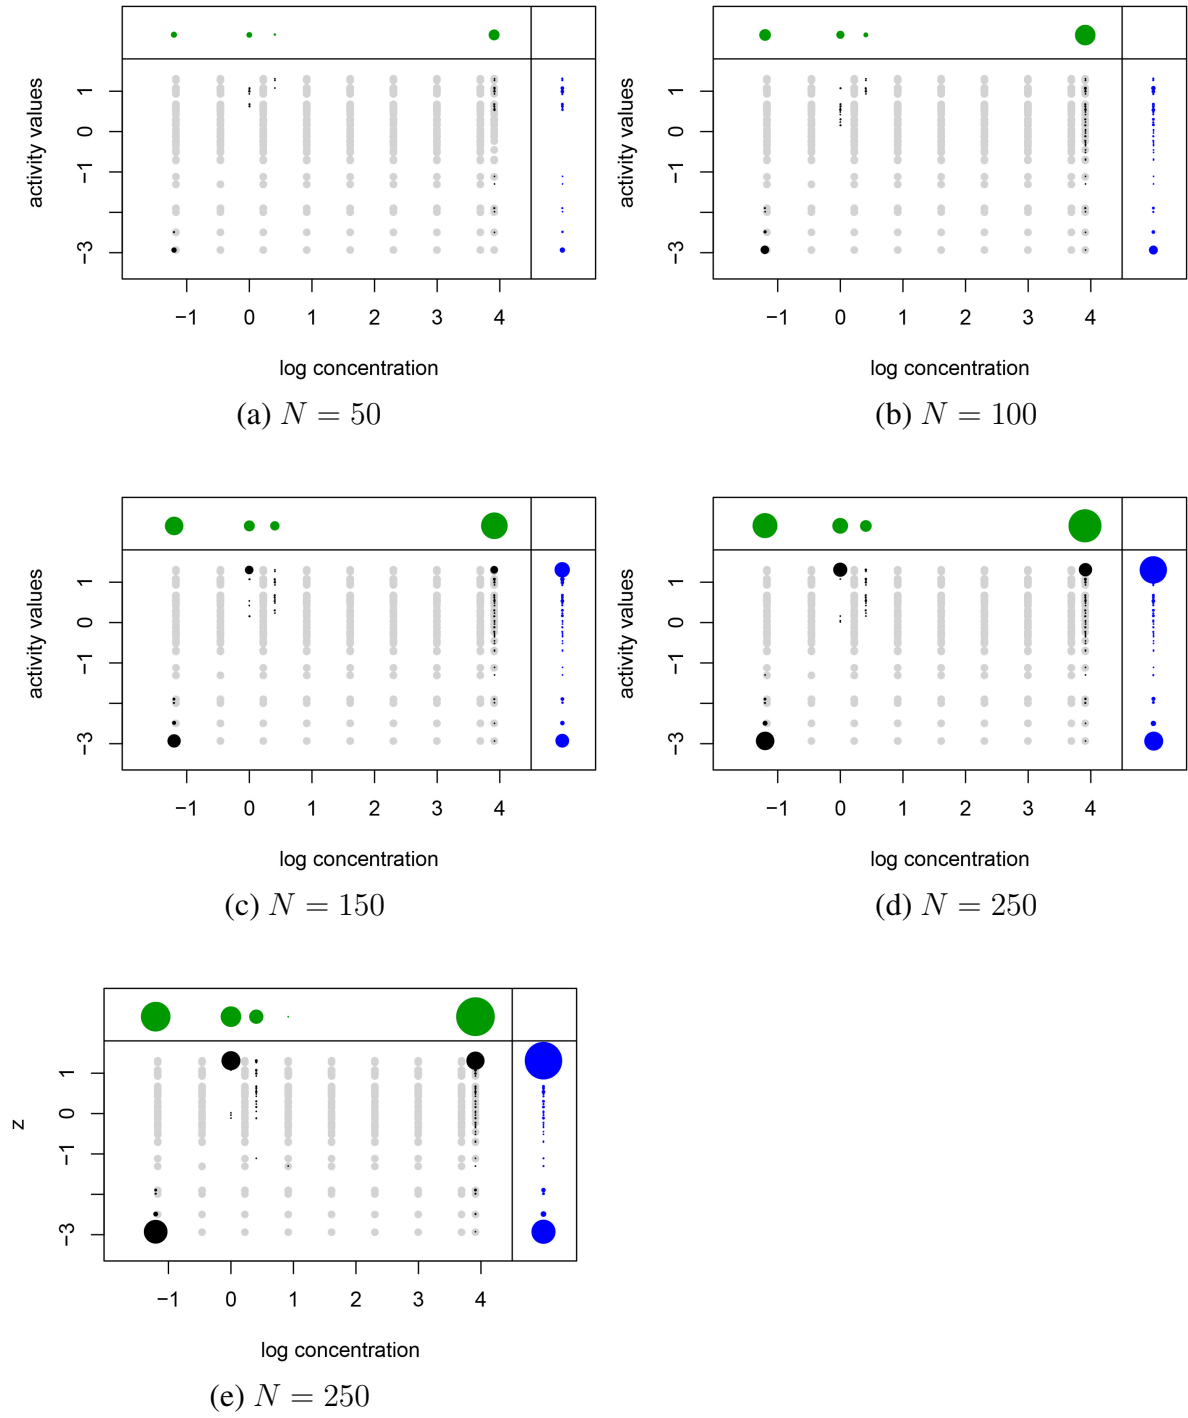 activity values
1
0
−1
−3
−1 0 1 2 3 4
log concentration
(a) N = 50
activity values
1
0
−1
−3
−1 0 1 2 3 4
log concentration
(b) N = 100
activity values
1
0
−1
−3
−1 0 1 2 3 4
log concentration
(c) N = 150
activity values
1
0
−1
−3
−1 0 1 2 3 4
log concentration
(d) N = 250
z
1
0
−1
−3
−1 0 1 2 3 4
log concentration
(e) N = 250